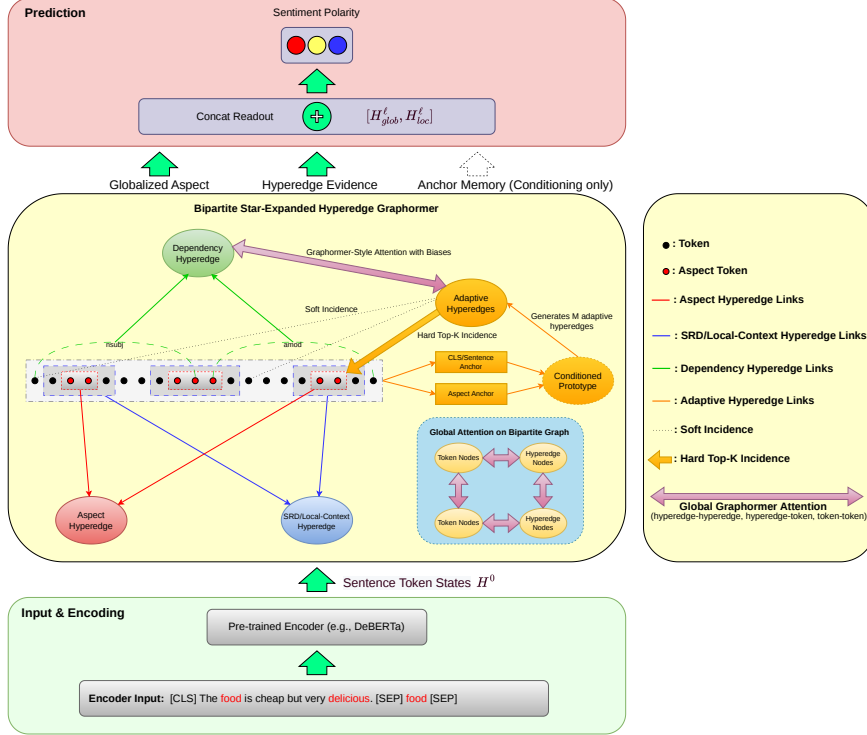 Prediction
Sentiment Polarity
Concat Readout
[H^ℓ_glob, H^ℓ_loc]
Globalized Aspect
Hyperedge Evidence
Anchor Memory (Conditioning only)
Bipartite Star-Expanded Hyperedge Graphormer
Dependency
Hyperedge
Graphormer-Style Attention with Biases
Adaptive
Hyperedges
Soft Incidence
Generates M adaptive
hyperedges
Hard Top-K Incidence
nsubj
amod
CLS/Sentence
Anchor
Aspect Anchor
Conditioned
Prototype
Global Attention on Bipartite Graph
Token Nodes
Hyperedge
Nodes
Token Nodes
Hyperedge
Nodes
Aspect
Hyperedge
SRD/Local-Context
Hyperedge
: Token
: Aspect Token
: Aspect Hyperedge Links
: SRD/Local-Context Hyperedge Links
: Dependency Hyperedge Links
: Adaptive Hyperedge Links
: Soft Incidence
: Hard Top-K Incidence
Global Graphormer Attention
(hyperedge-hyperedge, hyperedge-token, token-token)
Sentence Token States H^0
Input & Encoding
Pre-trained Encoder (e.g., DeBERTa)
Encoder Input: [CLS] The food is cheap but very delicious. [SEP] food [SEP]